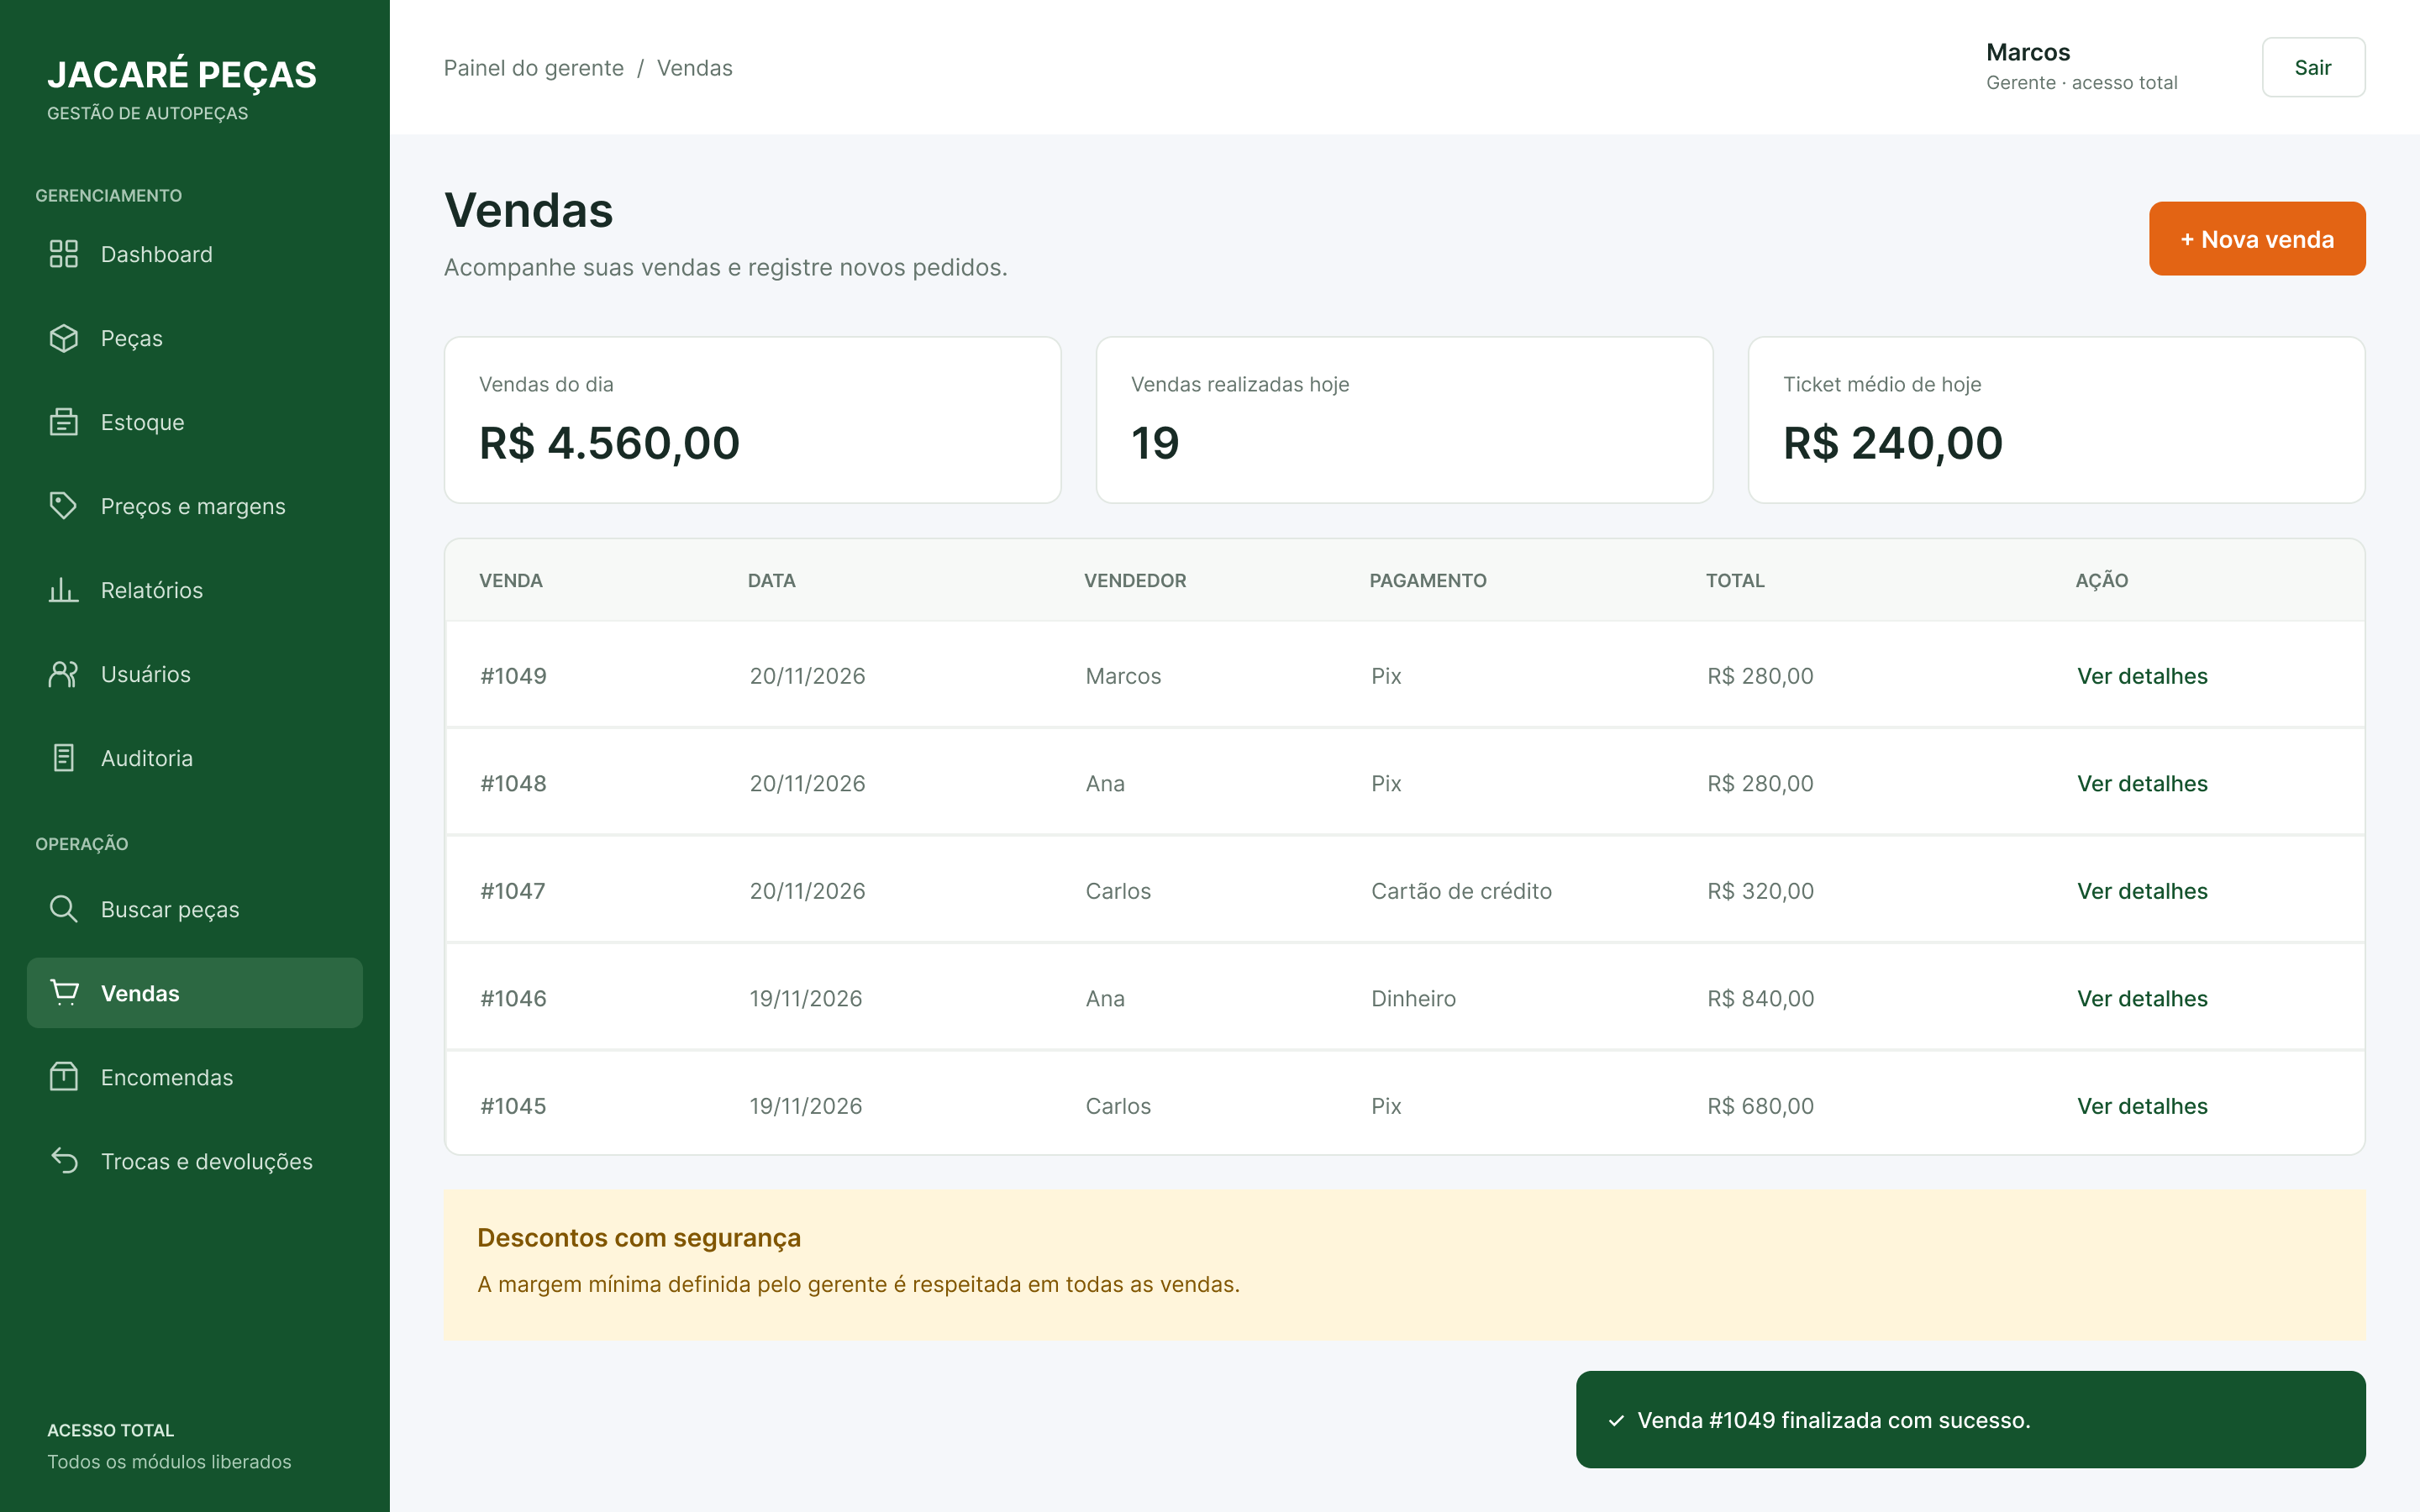 JACARÉ PEÇAS
GESTÃO DE AUTOPEÇAS
GERENCIAMENTO
Dashboard
Peças
Estoque
Preços e margens
Relatórios
Usuários
Auditoria
OPERAÇÃO
Buscar peças
Vendas
Encomendas
Trocas e devoluções
ACESSO TOTAL
Todos os módulos liberados
Painel do gerente / Vendas
Marcos
Gerente · acesso total
Sair
Vendas
Acompanhe suas vendas e registre novos pedidos.
+ Nova venda
Vendas do dia
R$ 4.560,00
Vendas realizadas hoje
19
Ticket médio de hoje
R$ 240,00
VENDA DATA VENDEDOR PAGAMENTO TOTAL AÇÃO
#1049 20/11/2026 Marcos Pix R$ 280,00 Ver detalhes
#1048 20/11/2026 Ana Pix R$ 280,00 Ver detalhes
#1047 20/11/2026 Carlos Cartão de crédito R$ 320,00 Ver detalhes
#1046 19/11/2026 Ana Dinheiro R$ 840,00 Ver detalhes
#1045 19/11/2026 Carlos Pix R$ 680,00 Ver detalhes
Descontos com segurança
A margem mínima definida pelo gerente é respeitada em todas as vendas.
✓ Venda #1049 finalizada com sucesso.